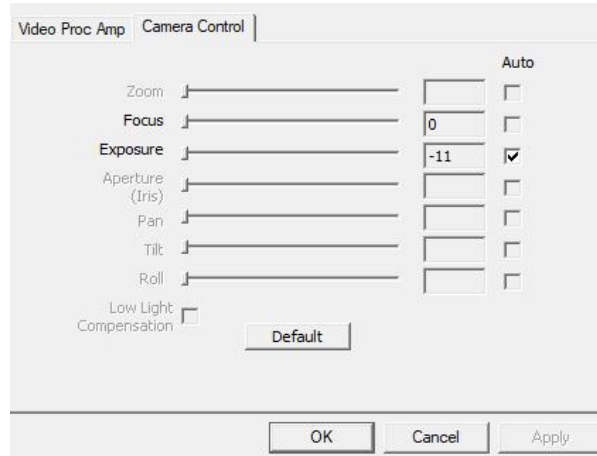 Video Proc Amp Camera Control
Auto
Zoom
Focus 0
Exposure -11
Aperture
(Iris)
Pan
Tilt
Roll
Low Light
Compensation
Default
OK Cancel Apply